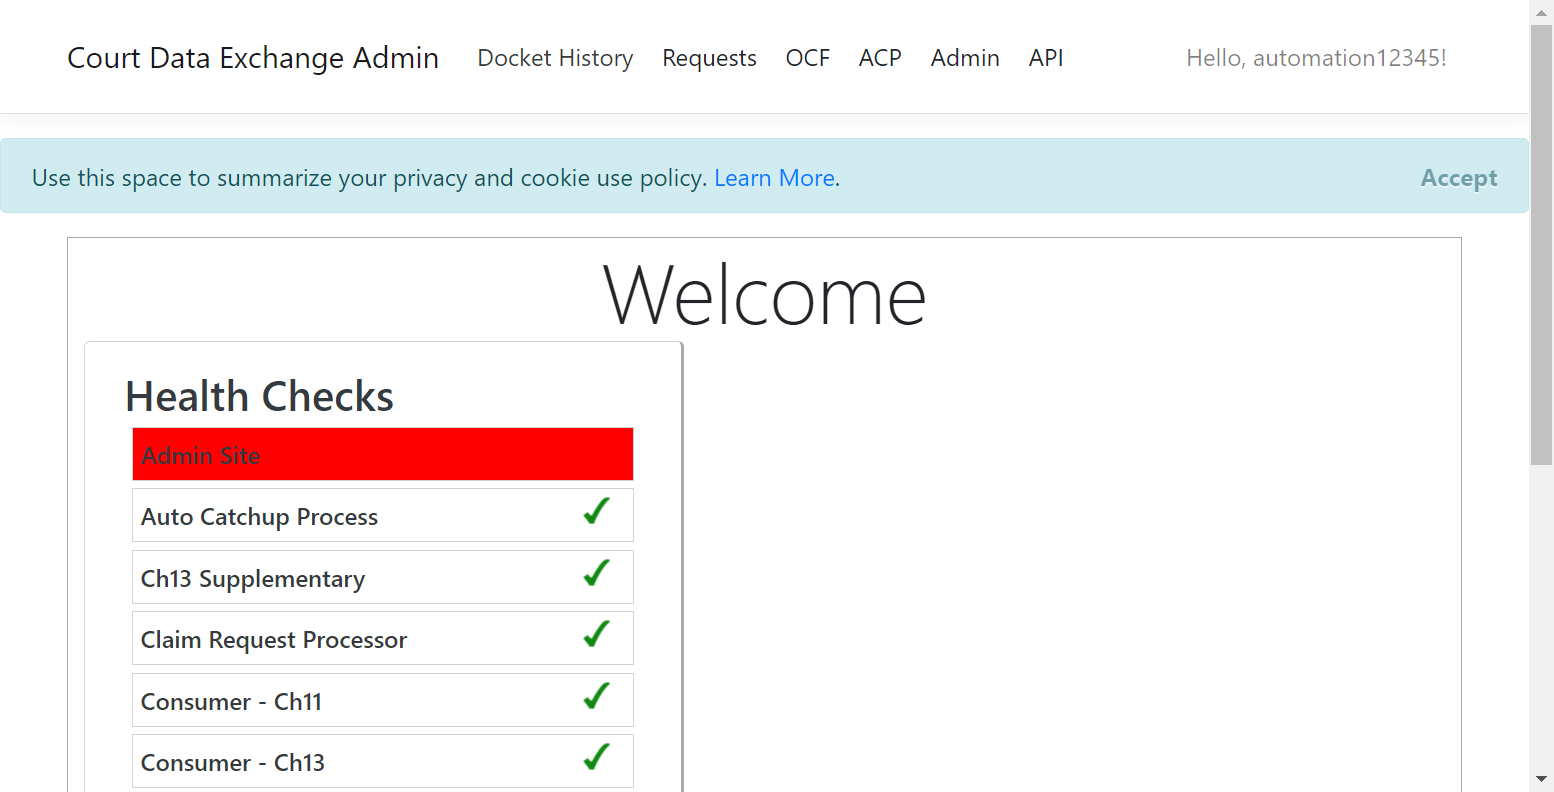 Court Data Exchange Admin Docket History Requests OCF ACP Admin API Hello, automation12345!
Use this space to summarize your privacy and cookie use policy. Learn More. Accept
Welcome
Health Checks
Admin Site
Auto Catchup Process
Ch13 Supplementary
Claim Request Processor
Consumer - Ch11
Consumer - Ch13